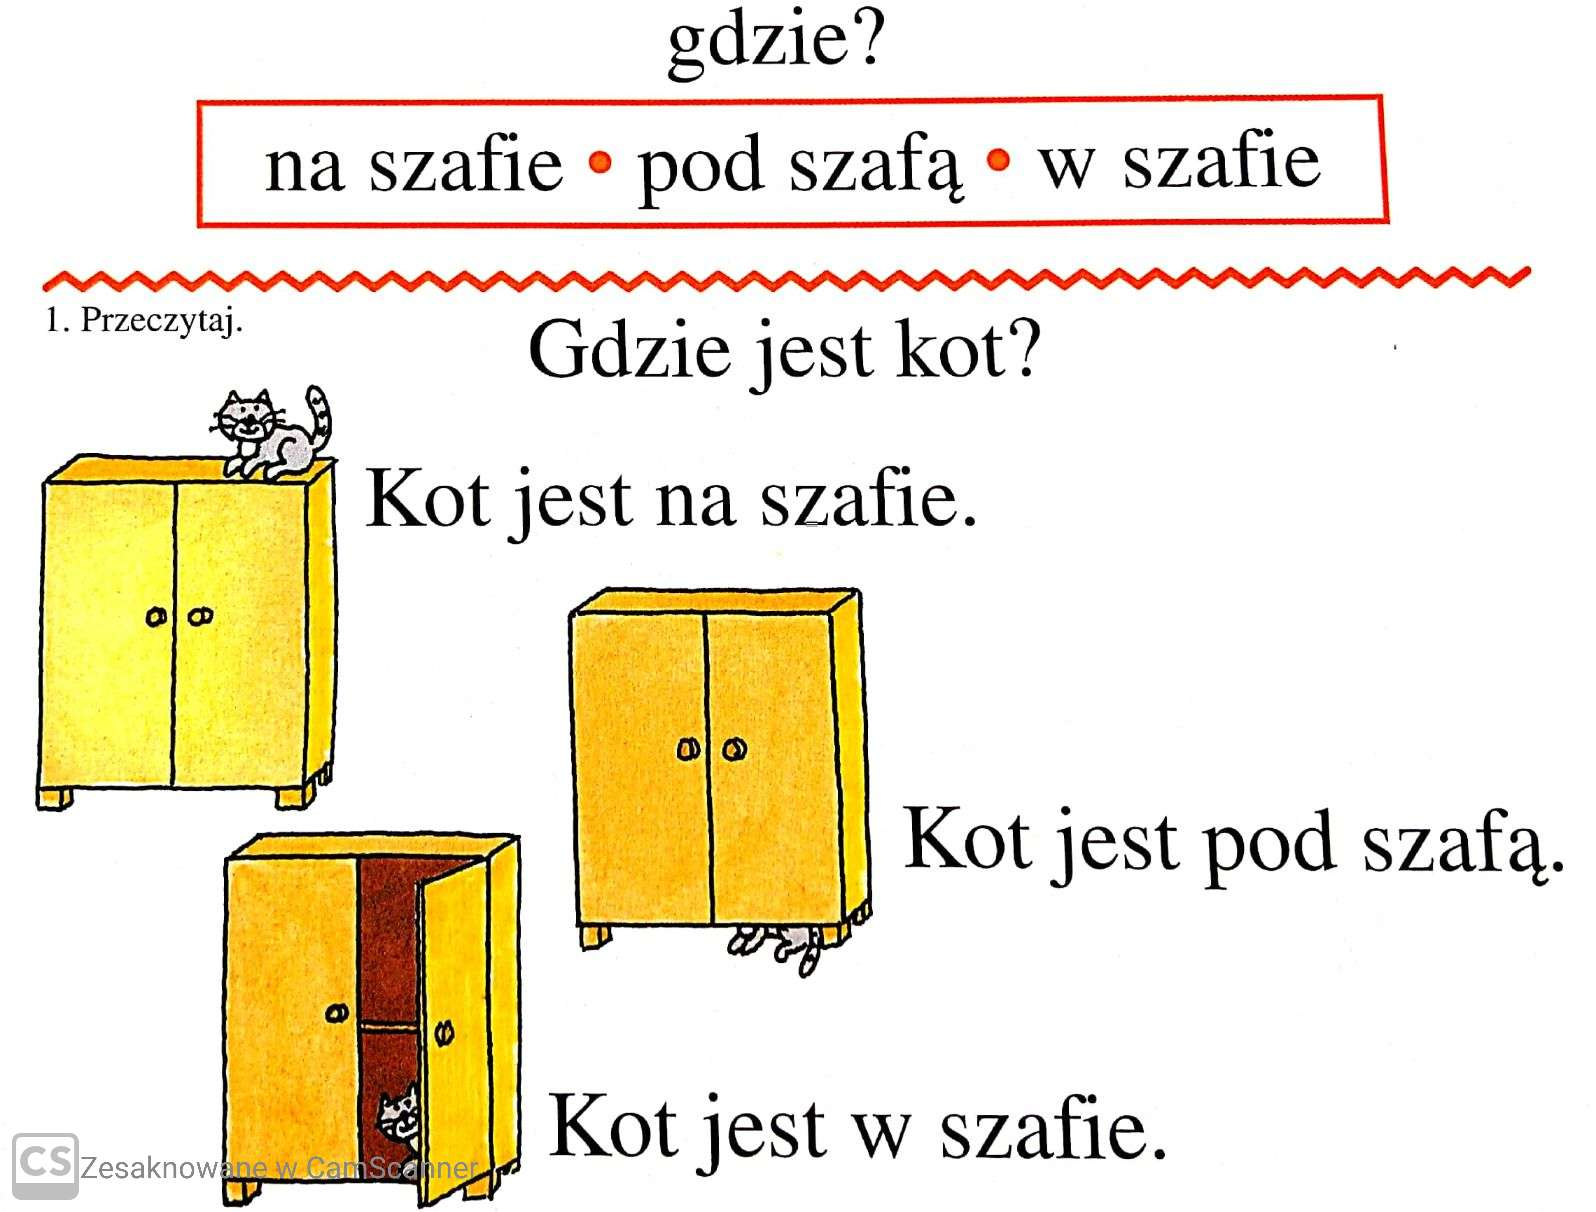 gdzie?
na szafie • pod szafą • w szafie
1. Przeczytaj.
Gdzie jest kot?
Kot jest na szafie.
Kot jest pod szafą.
Kot jest w szafie.
CS Zesaknowane w CamScanner